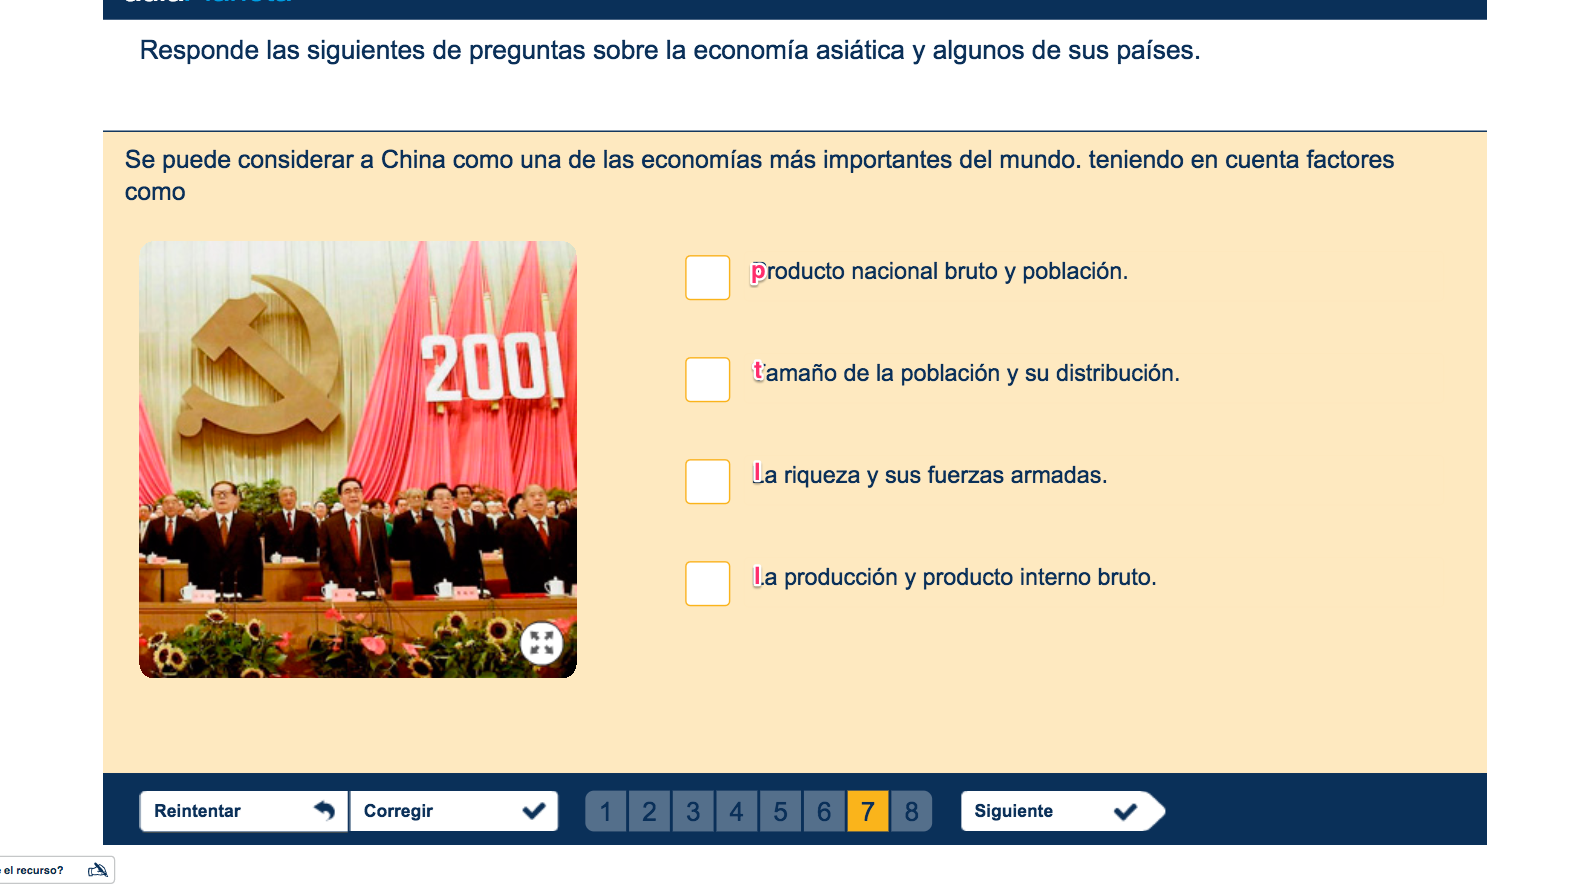 Responde las siguientes de preguntas sobre la economía asiática y algunos de sus países.
Se puede considerar a China como una de las economías más importantes del mundo. teniendo en cuenta factores
como
2001
producto nacional bruto y población.
tamaño de la población y su distribución.
la riqueza y sus fuerzas armadas.
la producción y producto interno bruto.
Reintentar
Corregir
1 2 3 4 5 6 7 8
Siguiente
el recurso?